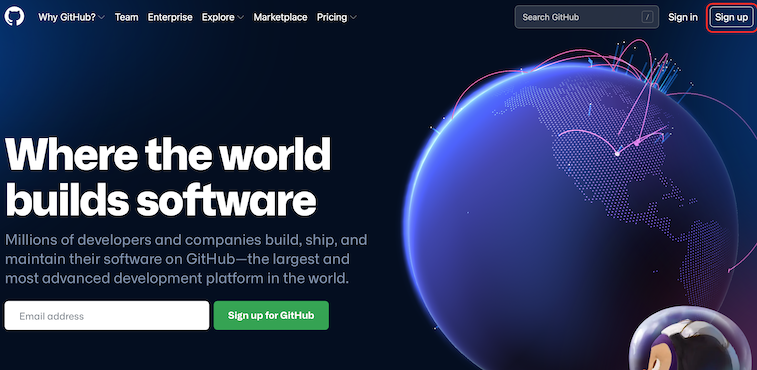 Why GitHub? Team Enterprise Explore Marketplace Pricing Search GitHub / Sign in Sign up
Where the world
builds software
Millions of developers and companies build, ship, and
maintain their software on GitHub—the largest and
most advanced development platform in the world.
Email address Sign up for GitHub